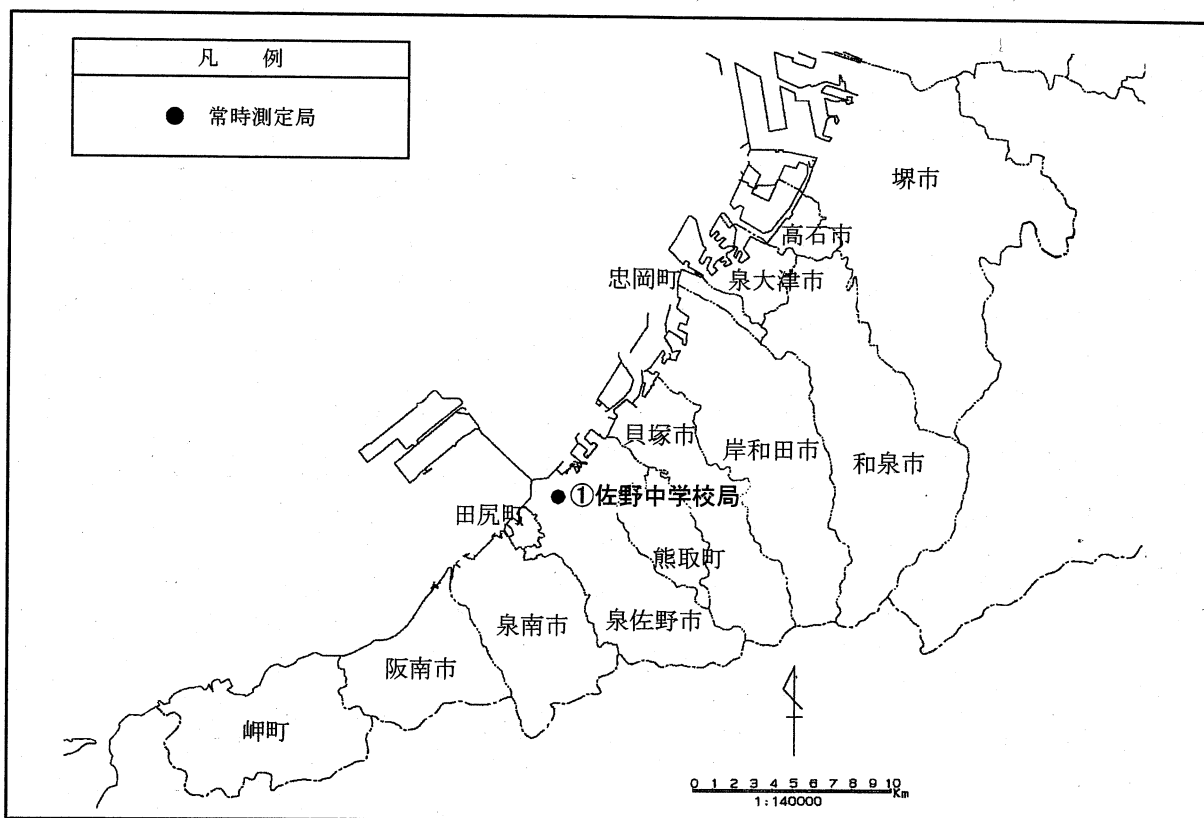 凡 例
● 常時測定局
堺市
高石市
泉大津市
忠岡町
貝塚市
岸和田市
和泉市
●①佐野中学校局
田尻町
熊取町
泉南市
泉佐野市
阪南市
岬町
0 1 2 3 4 5 6 7 8 9 10
Km
1:140000